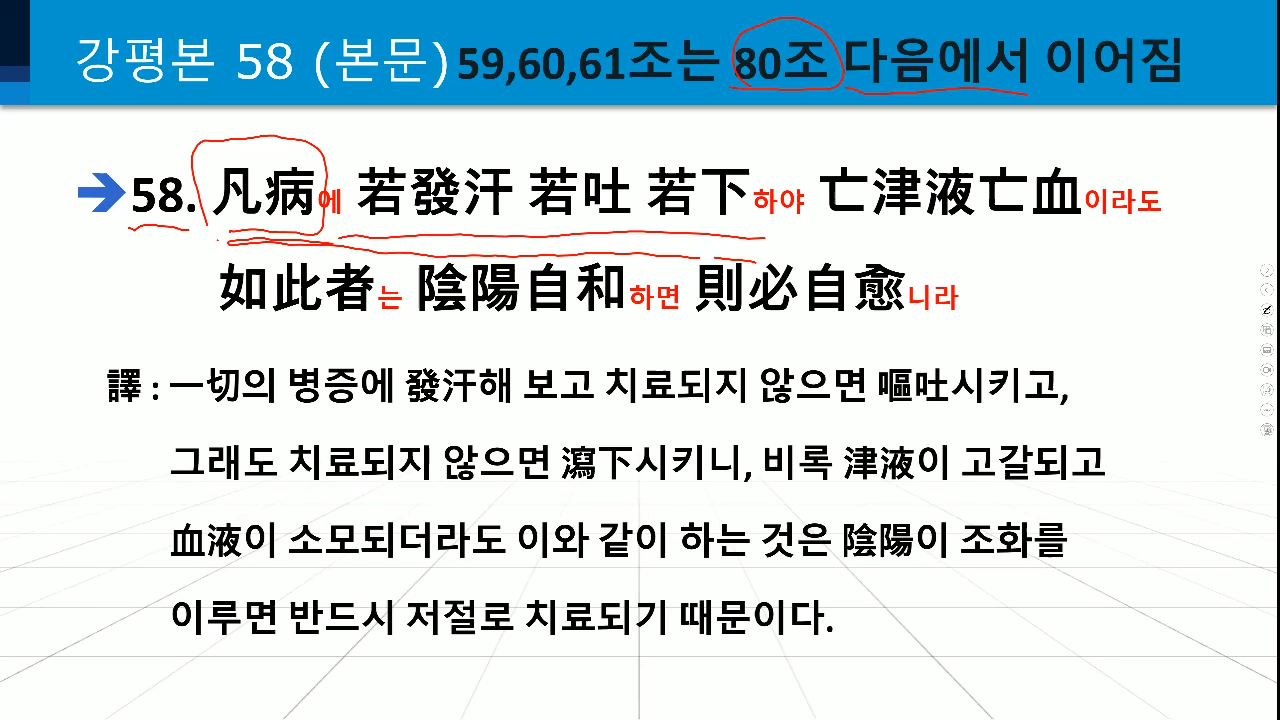 강평본 58 (본문) 59,60,61조는 80조 다음에서 이어짐
58. 凡病에 若發汗 若吐 若下하야 亡津液亡血이라도
如此者는 陰陽自和하면 則必自愈니라
譯 : 一切의 병증에 發汗해 보고 치료되지 않으면 嘔吐시키고,
그래도 치료되지 않으면 瀉下시키니, 비록 津液이 고갈되고
血液이 소모되더라도 이와 같이 하는 것은 陰陽이 조화를
이루면 반드시 저절로 치료되기 때문이다.